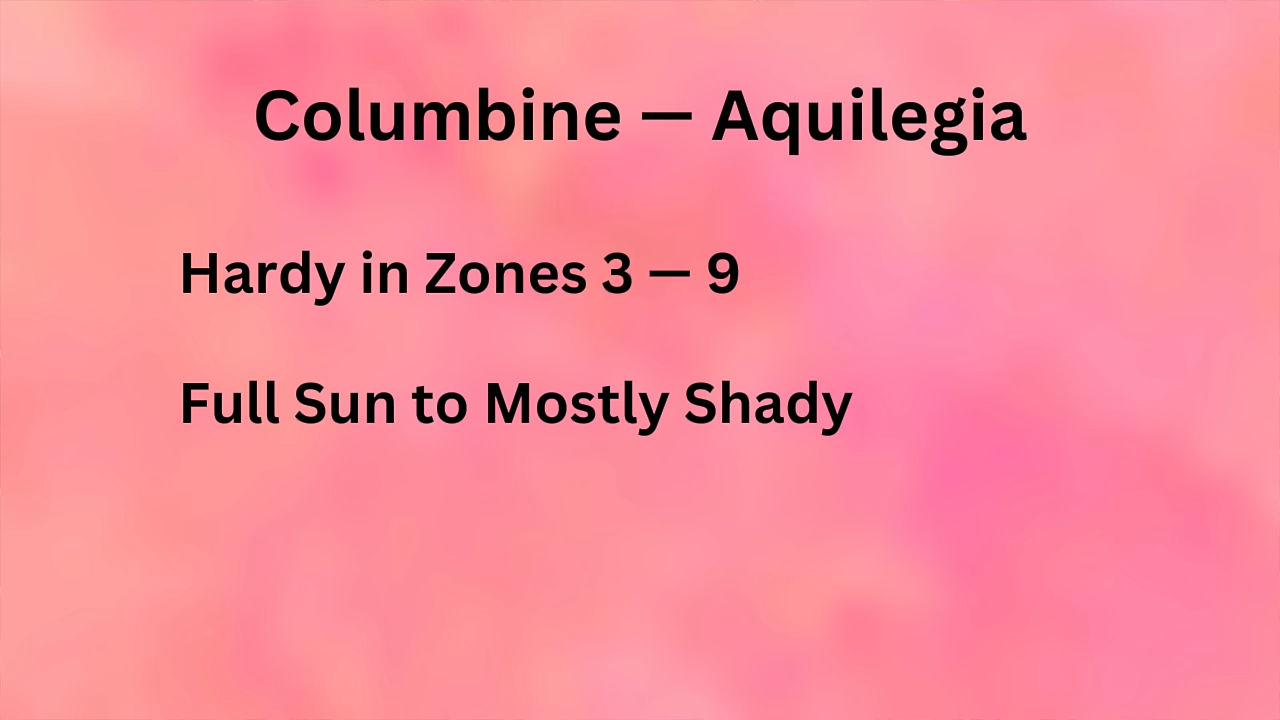 Columbine — Aquilegia
Hardy in Zones 3 — 9
Full Sun to Mostly Shady